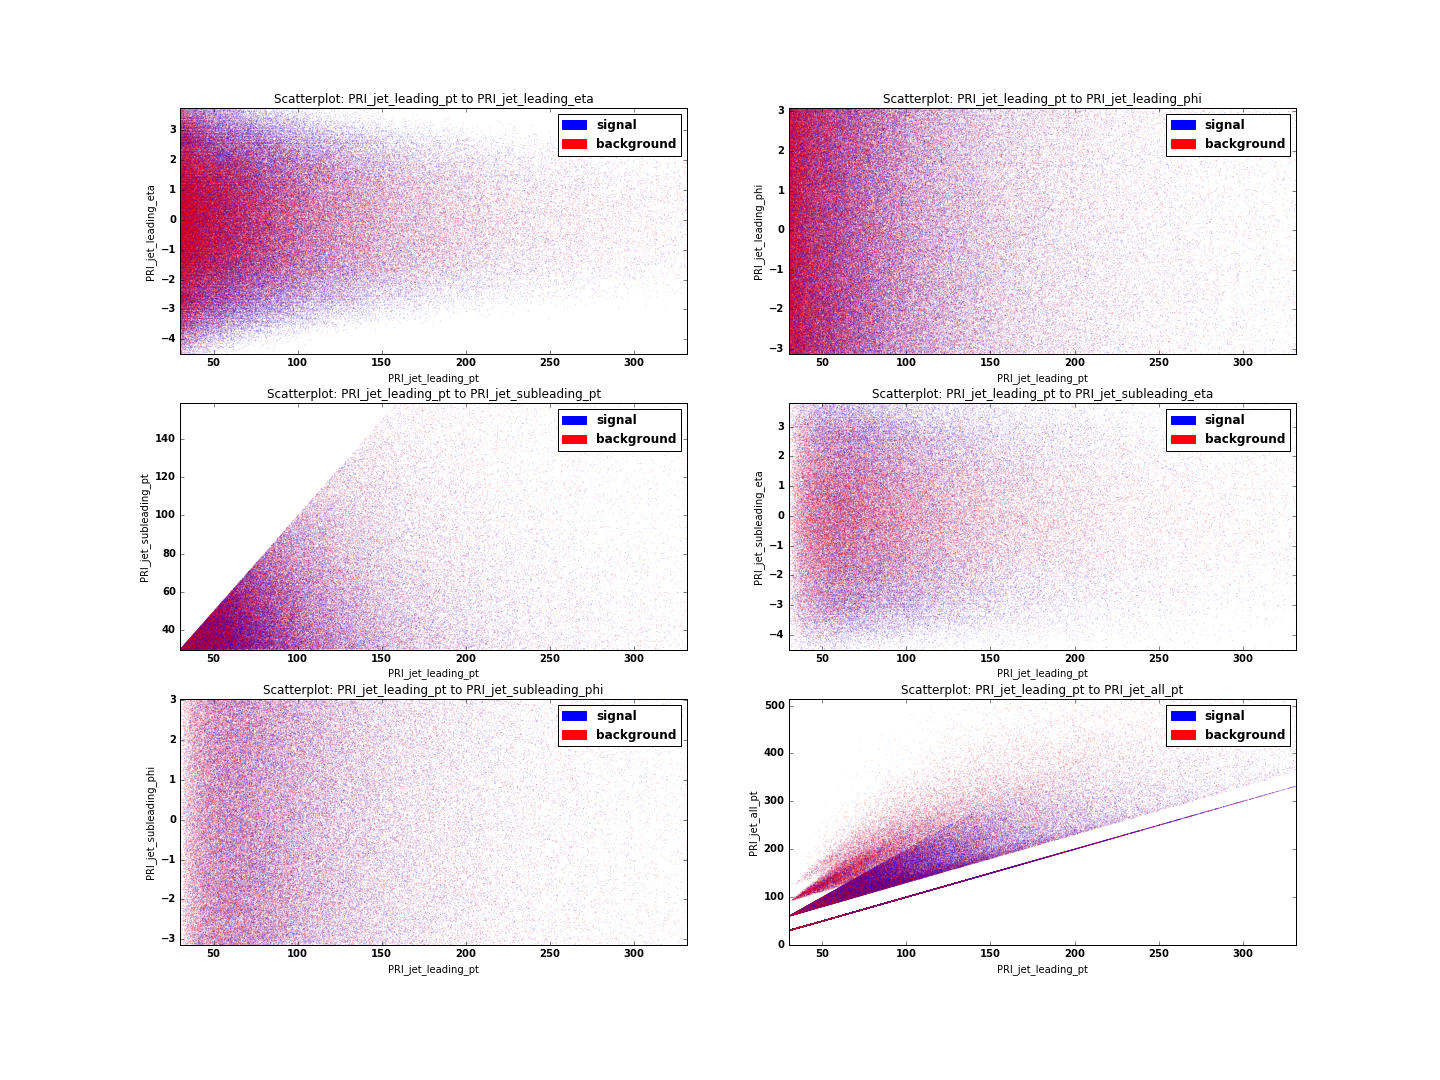 Scatterplot: PRI_jet_leading_pt to PRI_jet_leading_eta
signal
background
3
2
1
0
−1
−2
−3
−4
PRI_jet_leading_eta
50 100 150 200 250 300
PRI_jet_leading_pt
Scatterplot: PRI_jet_leading_pt to PRI_jet_leading_phi
signal
background
3
2
1
0
−1
−2
−3
PRI_jet_leading_phi
50 100 150 200 250 300
PRI_jet_leading_pt
Scatterplot: PRI_jet_leading_pt to PRI_jet_subleading_pt
signal
background
140
120
100
80
60
40
PRI_jet_subleading_pt
50 100 150 200 250 300
PRI_jet_leading_pt
Scatterplot: PRI_jet_leading_pt to PRI_jet_subleading_eta
signal
background
3
2
1
0
−1
−2
−3
−4
PRI_jet_subleading_eta
50 100 150 200 250 300
PRI_jet_leading_pt
Scatterplot: PRI_jet_leading_pt to PRI_jet_subleading_phi
signal
background
3
2
1
0
−1
−2
−3
PRI_jet_subleading_phi
50 100 150 200 250 300
PRI_jet_leading_pt
Scatterplot: PRI_jet_leading_pt to PRI_jet_all_pt
signal
background
500
400
300
200
100
0
PRI_jet_all_pt
50 100 150 200 250 300
PRI_jet_leading_pt